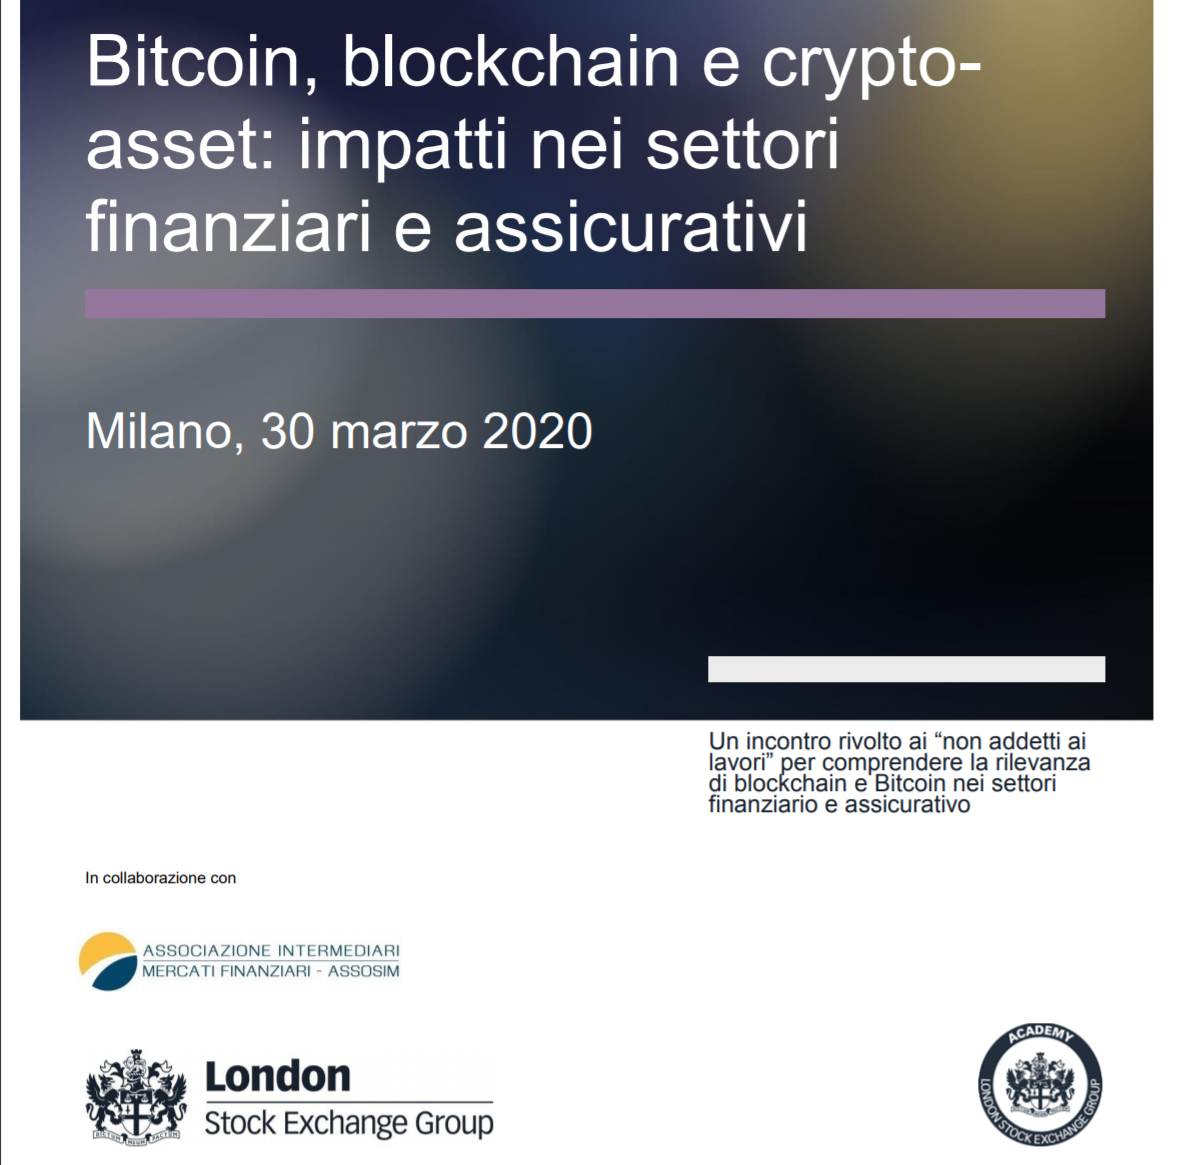 Bitcoin, blockchain e crypto-
asset: impatti nei settori
finanziari e assicurativi
Milano, 30 marzo 2020
Un incontro rivolto ai “non addetti ai
lavori” per comprendere la rilevanza
di blockchain e Bitcoin nei settori
finanziario e assicurativo
In collaborazione con
ASSOCIAZIONE INTERMEDIARI
MERCATI FINANZIARI - ASSOSIM
London
Stock Exchange Group
ACADEMY
LONDON STOCK EXCHANGE GROUP